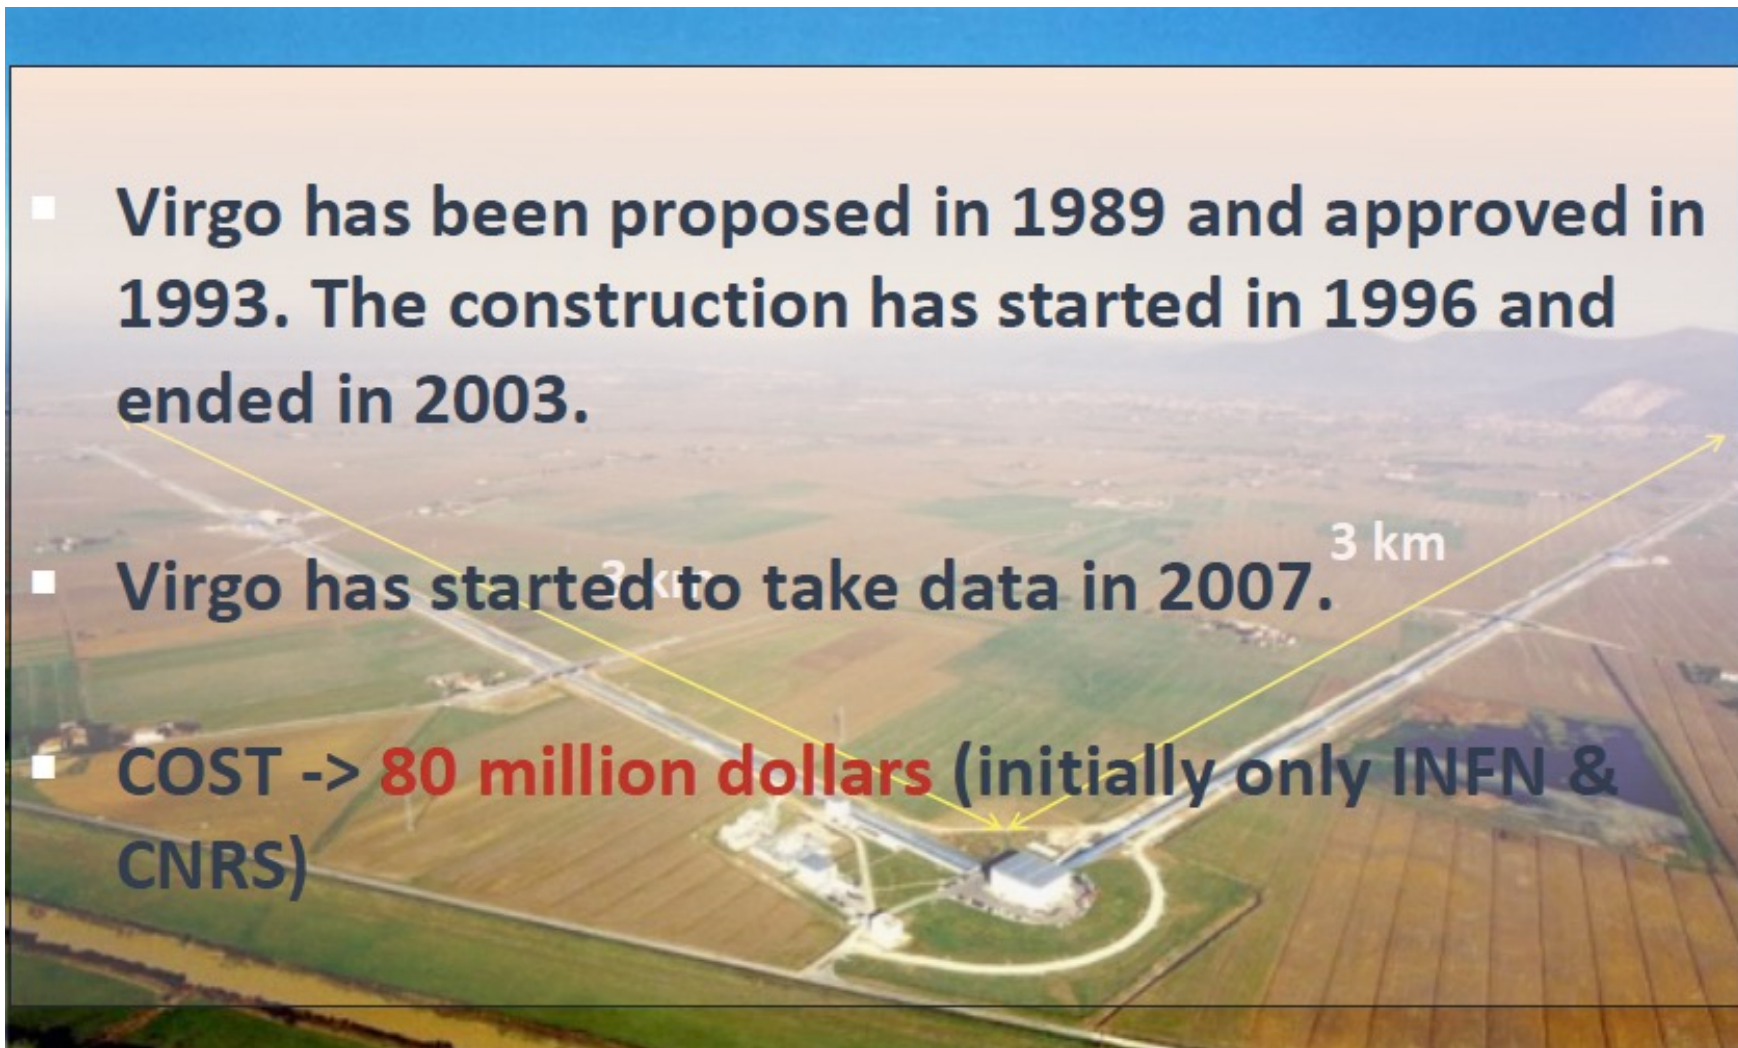 ▪ Virgo has been proposed in 1989 and approved in
1993. The construction has started in 1996 and
ended in 2003.
3 km
▪ Virgo has started to take data in 2007.
3 km
▪ COST -> 80 million dollars (initially only INFN &
CNRS)